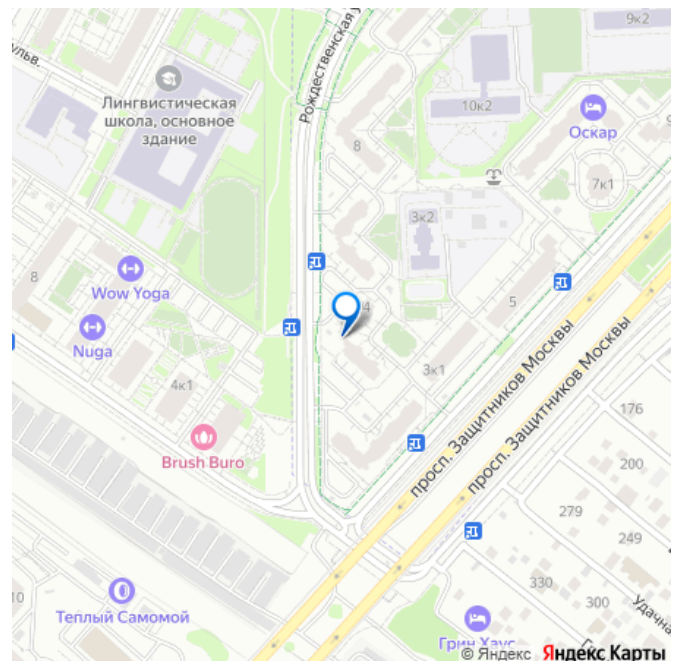 9к2
Рождественская у
Лингвистическая
школа, основное
здание
10к2
Оскар
8
7к1
3к2
8
Wow Yoga
4
5
Nuga
3к1
4к1
просп. Защитников Москвы
просп. Защитников Москвы
176
Brush Buro
200
279
249
330
300
10
Теплый Самомой
Удачна
Грин Хаус
© Яндекс Яндекс Карты